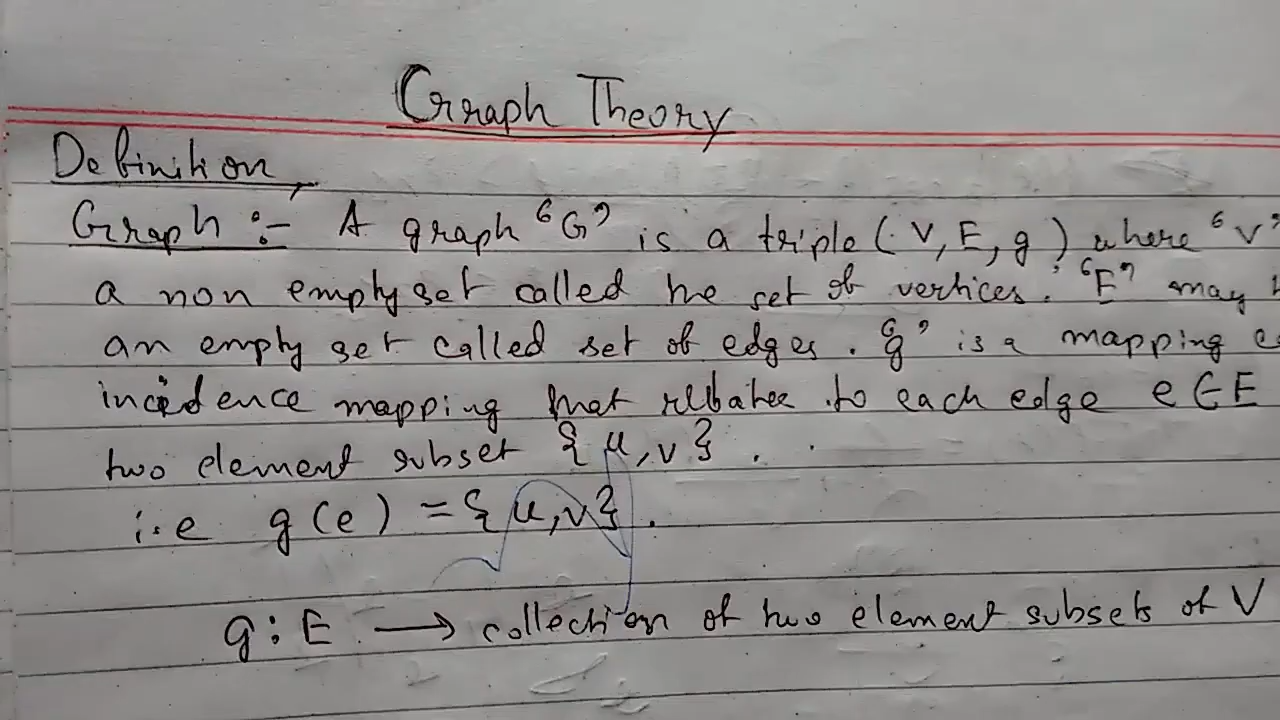 Graph Theory
Definition
Graph :- A graph 'G' is a triple (V, E, g) where 'V'
a non empty set called the set of vertices. 'E' may
an empty set called set of edges. 'g' is a mapping
incidence mapping that relates to each edge e ∈ E
two element subset {u, v}.
i.e g(e) = {u, v}.
g : E → collection of two element subsets of V